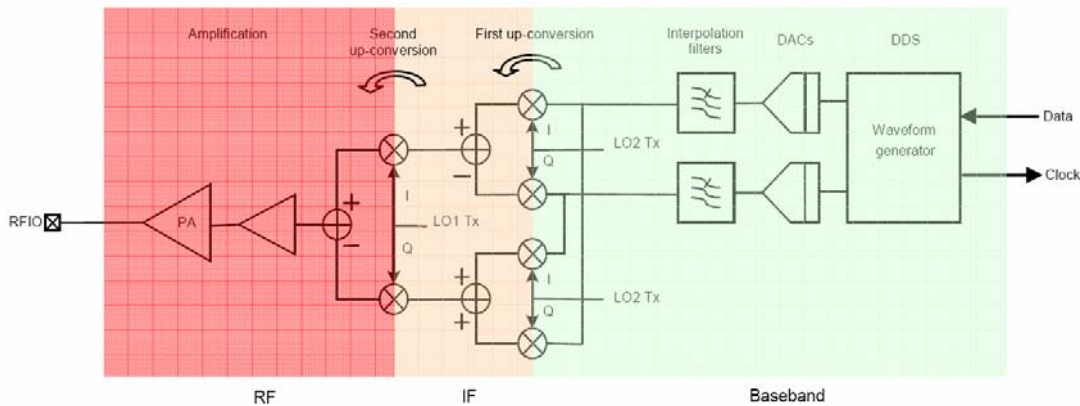 Amplification
Second
up-conversion
First up-conversion
Interpolation
filters
DACs
DDS
+
I
Data
LO2 Tx
Waveform
generator
+
−
Q
Clock
I
RFIO
PA
+
LO1 Tx
−
Q
+
I
LO2 Tx
+
Q
RF
IF
Baseband